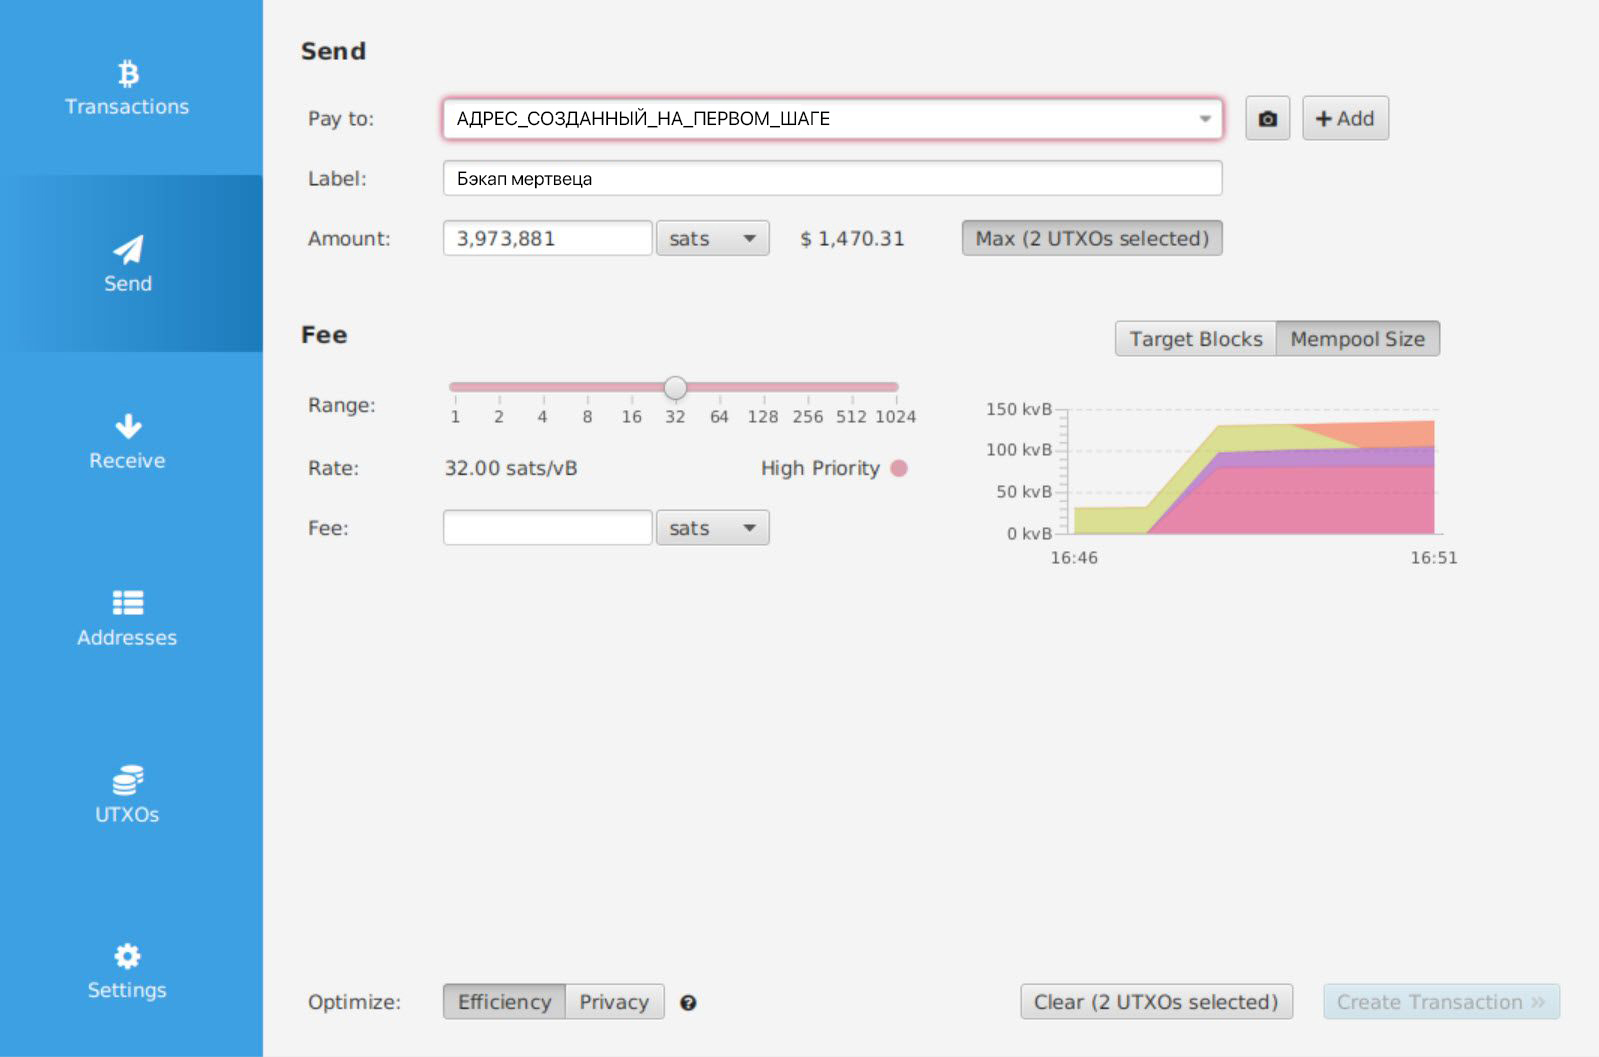 Transactions
Send
Receive
Addresses
UTXOs
Settings
Send
Pay to: АДРЕС_СОЗДАННЫЙ_НА_ПЕРВОМ_ШАГЕ + Add
Label: Бэкап мертвеца
Amount: 3,973,881 sats $ 1,470.31 Max (2 UTXOs selected)
Fee
Target Blocks Mempool Size
Range:
1 2 4 8 16 32 64 128 256 512 1024
Rate: 32.00 sats/vB High Priority
Fee: sats
150 kvB
100 kvB
50 kvB
0 kvB
16:46 16:51
Optimize: Efficiency Privacy ? Clear (2 UTXOs selected) Create Transaction »